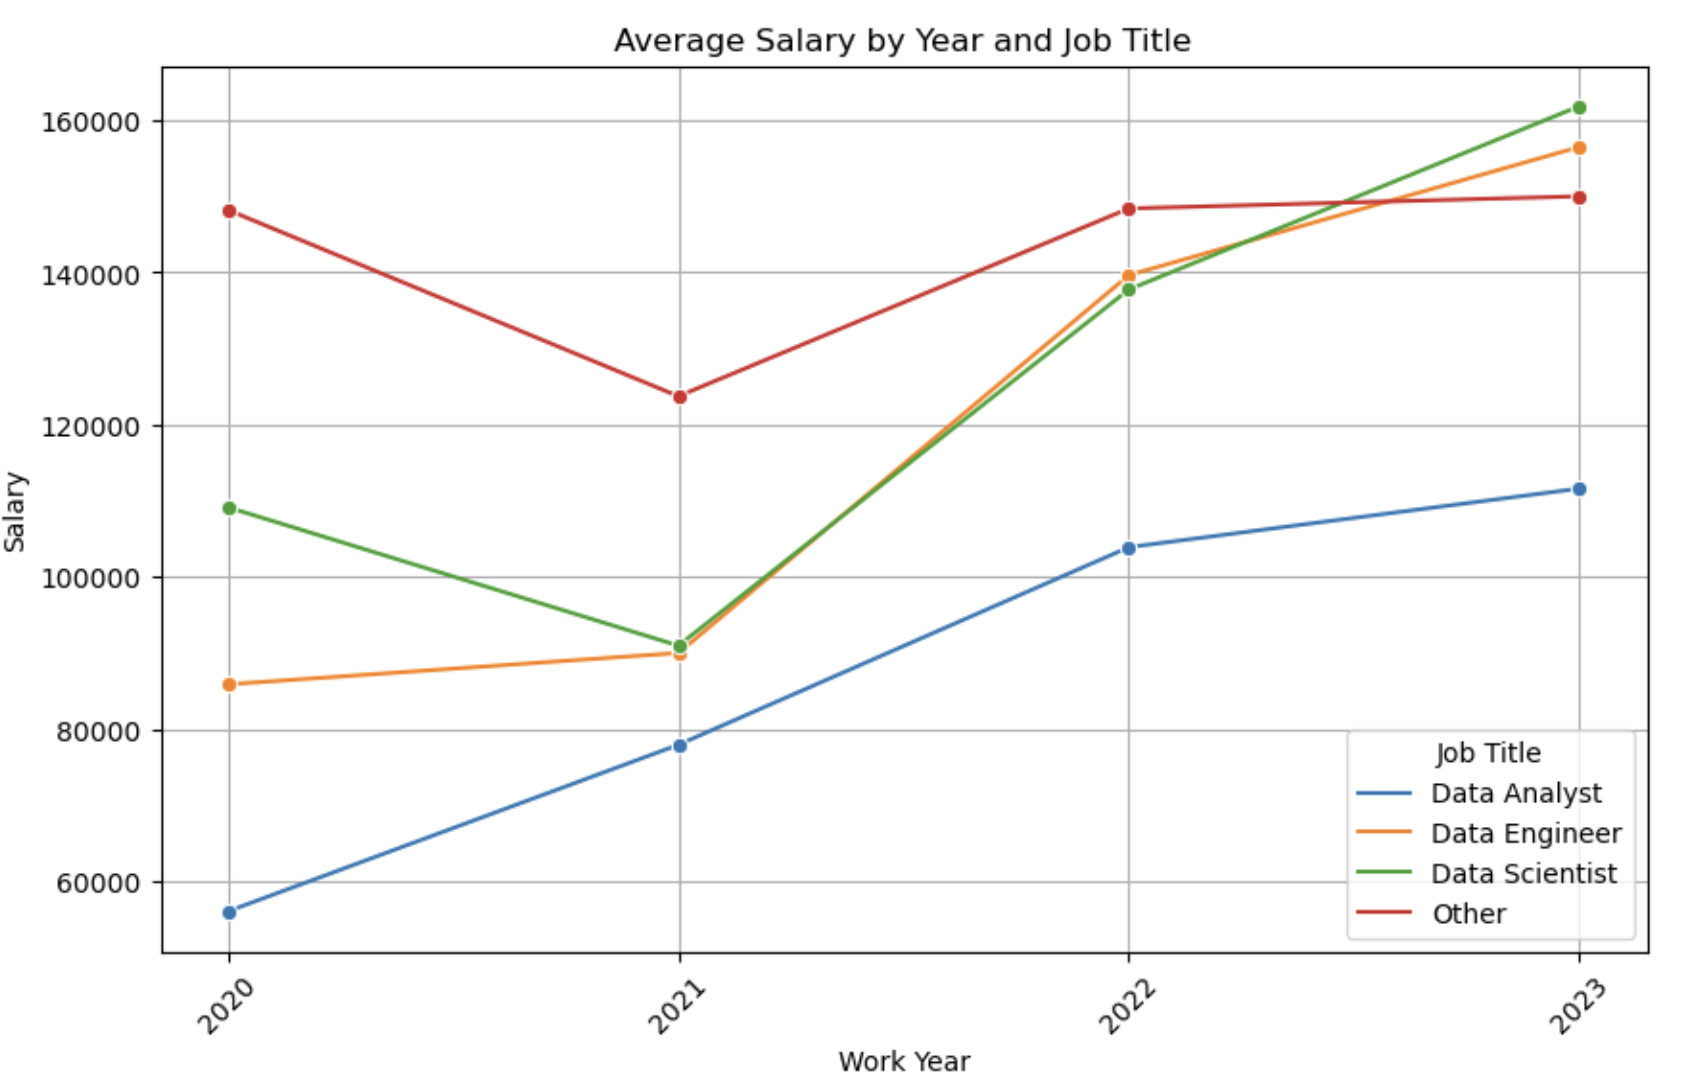 Average Salary by Year and Job Title
160000
140000
120000
100000
80000
60000
Salary
Job Title
Data Analyst
Data Engineer
Data Scientist
Other
2020
2021
2022
2023
Work Year